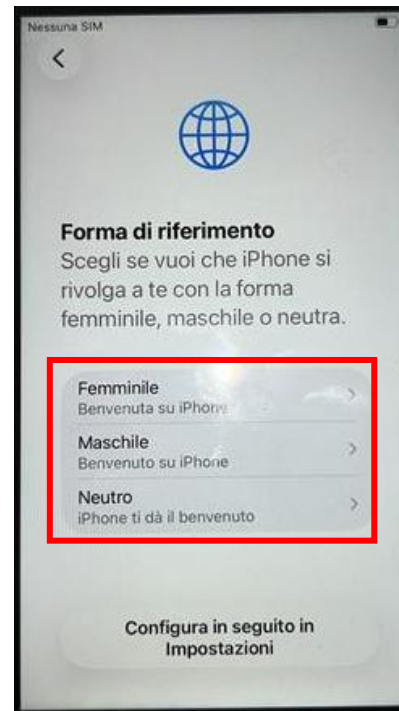 Nessuna SIM
Forma di riferimento
Scegli se vuoi che iPhone si
rivolga a te con la forma
femminile, maschile o neutra.
Femminile
Benvenuta su iPhone
Maschile
Benvenuto su iPhone
Neutro
iPhone ti dà il benvenuto
Configura in seguito in
Impostazioni